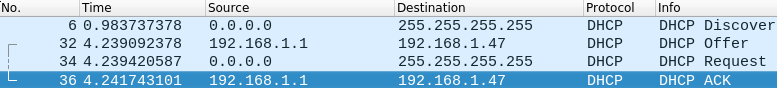 No. Time Source Destination Protocol Info
6 0.983737378 0.0.0.0 255.255.255.255 DHCP DHCP Discover
32 4.239092378 192.168.1.1 192.168.1.47 DHCP DHCP Offer
34 4.239420587 0.0.0.0 255.255.255.255 DHCP DHCP Request
36 4.241743101 192.168.1.1 192.168.1.47 DHCP DHCP ACK